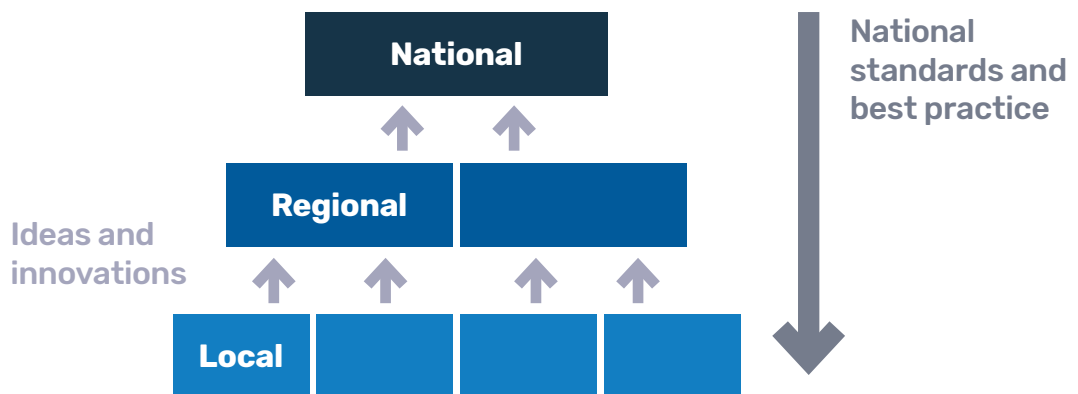 National
National
standards and
best practice
Regional
Ideas and
innovations
Local